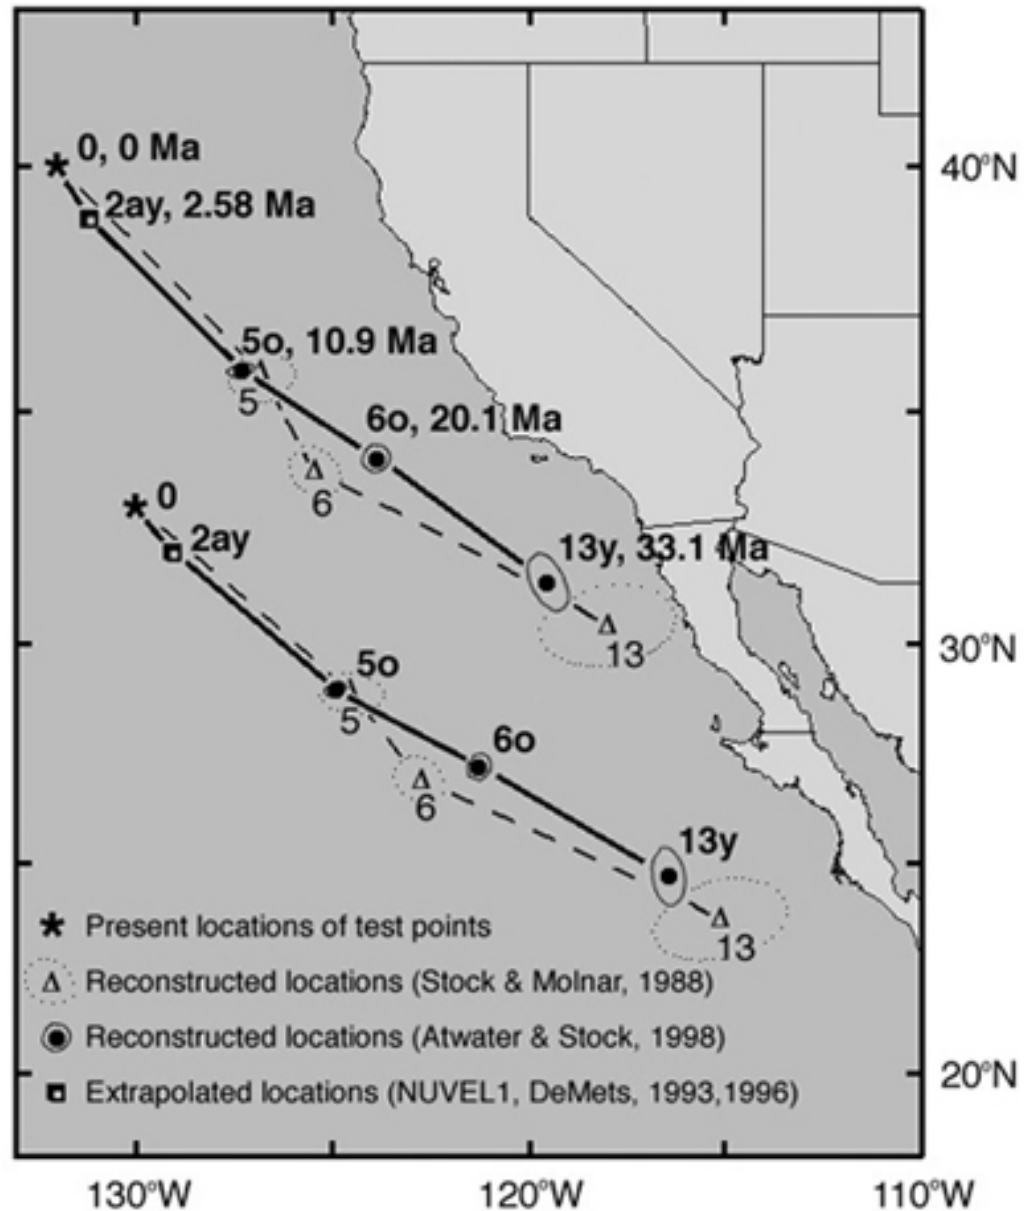 0, 0 Ma
40°N
2ay, 2.58 Ma
5o, 10.9 Ma
5
6o, 20.1 Ma
Δ
6
0
2ay
13y, 33.1 Ma
Δ
13
30°N
5o
5
6o
Δ
6
13y
Δ
13
Present locations of test points
Δ Reconstructed locations (Stock & Molnar, 1988)
Reconstructed locations (Atwater & Stock, 1998)
Extrapolated locations (NUVEL1, DeMets, 1993,1996)
20°N
130°W 120°W 110°W